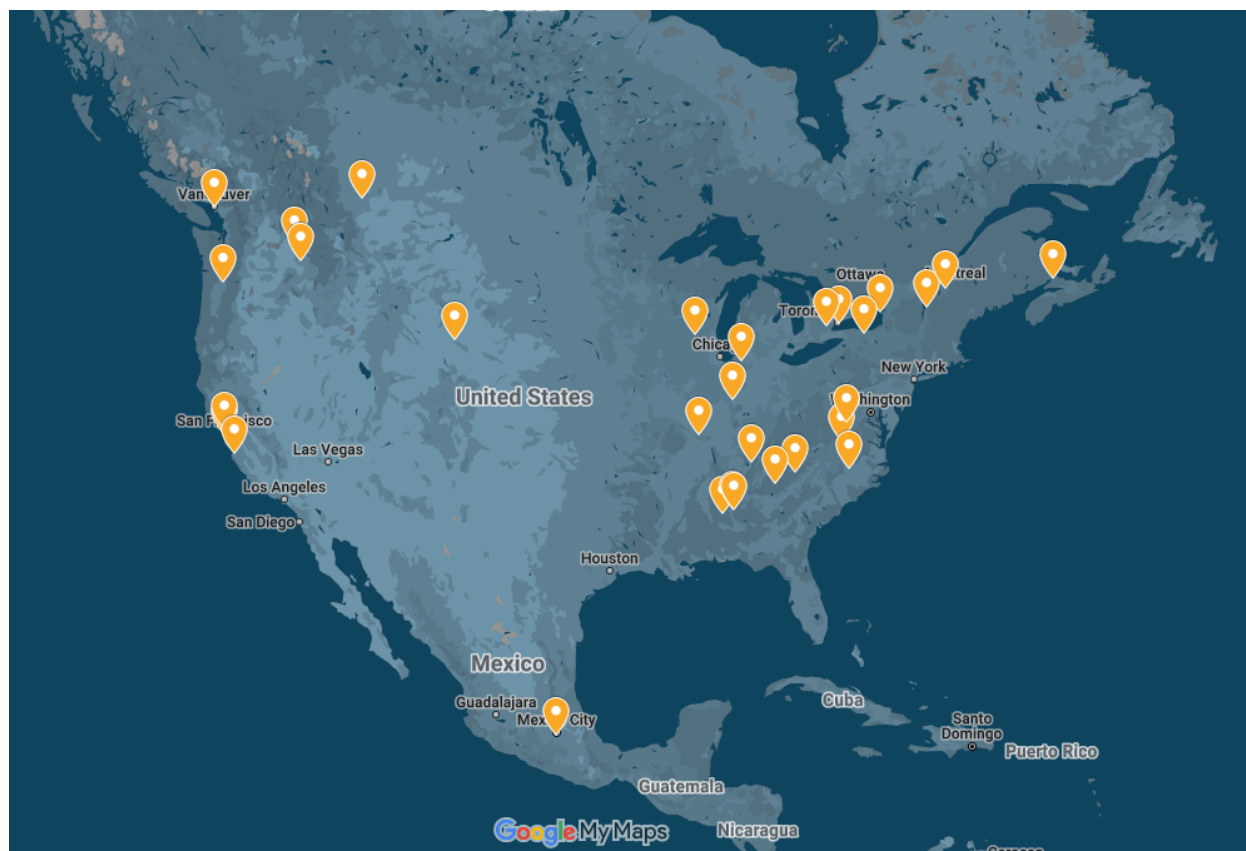 Vancouver
Ottawa
Montreal
Toronto
Chicago
New York
United States
Washington
San Francisco
Las Vegas
Los Angeles
San Diego
Houston
Mexico
Guadalajara
Mexico City
Cuba
Santo
Domingo
Puerto Rico
Guatemala
Google My Maps
Nicaragua